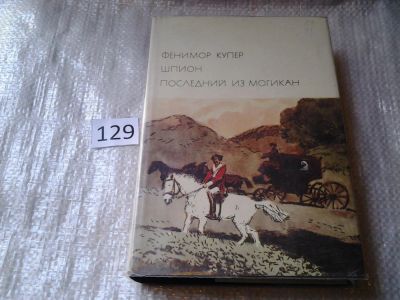 ФЕНИМОР КУПЕР
ШПИОН
ПОСЛЕДНИЙ ИЗ МОГИКАН
129